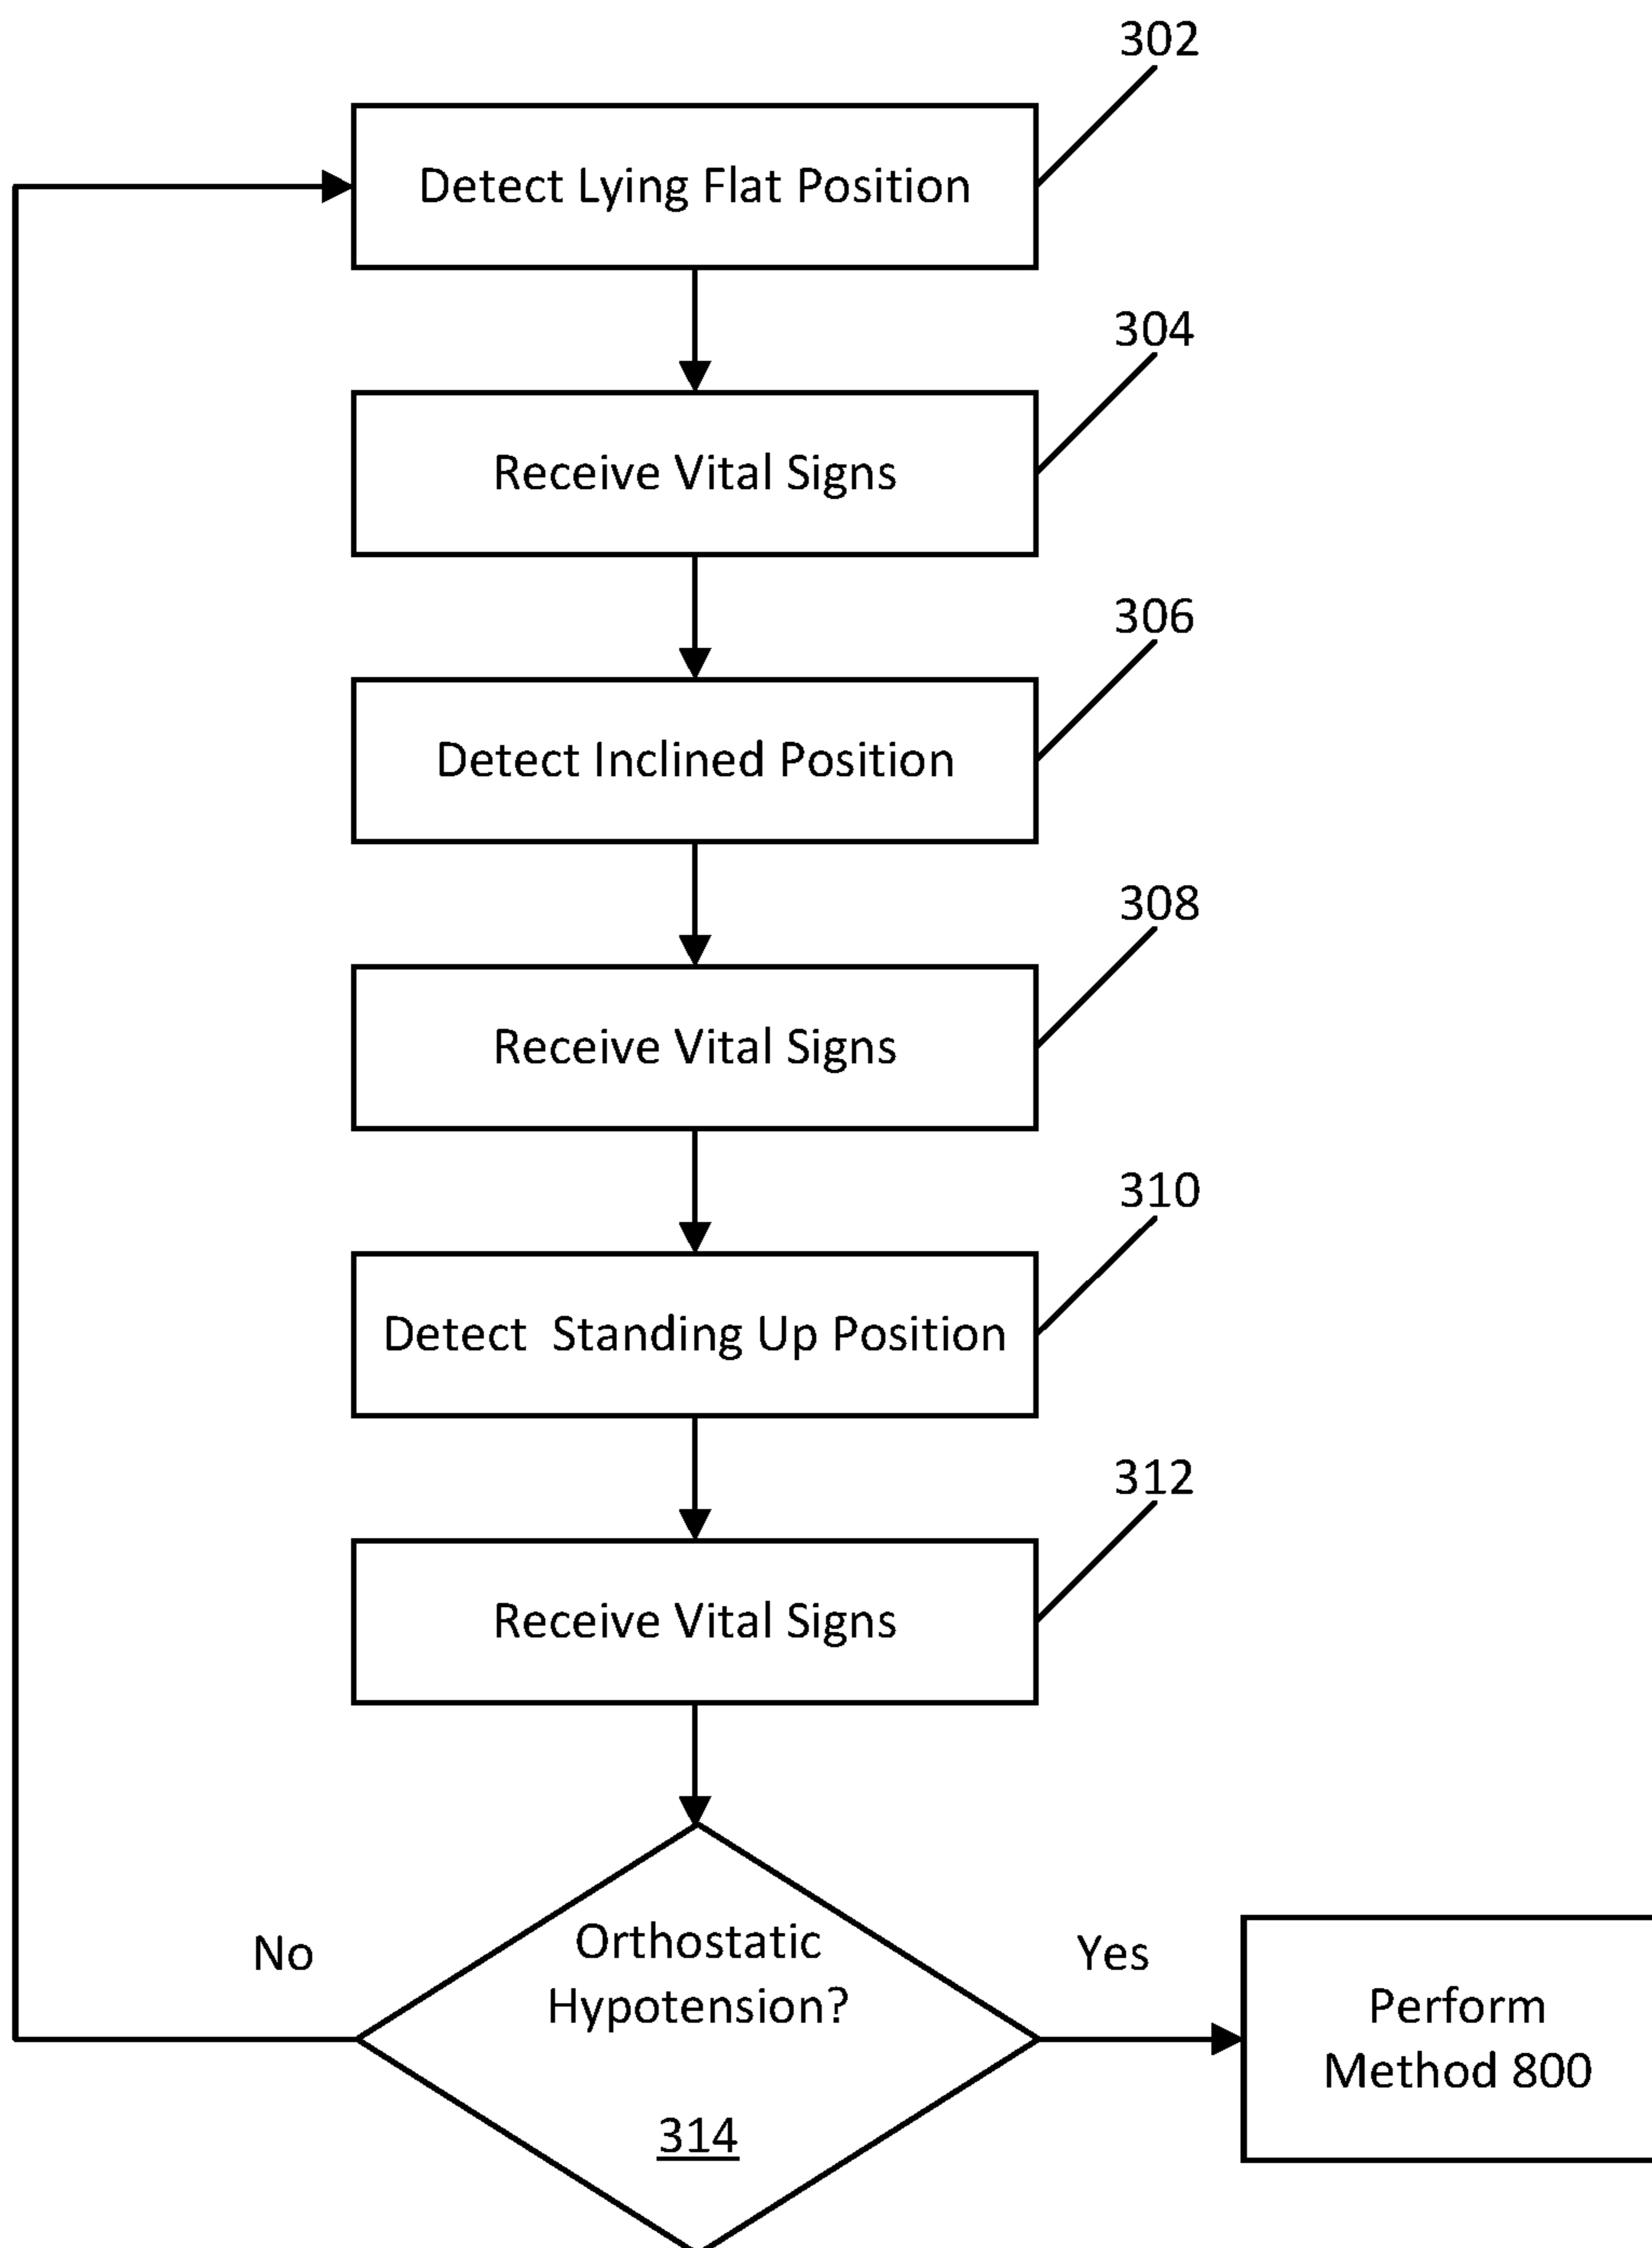 302
Detect Lying Flat Position
304
Receive Vital Signs
306
Detect Inclined Position
308
Receive Vital Signs
310
Detect Standing Up Position
312
Receive Vital Signs
No
Orthostatic
Hypotension?
314
Yes
Perform
Method 800